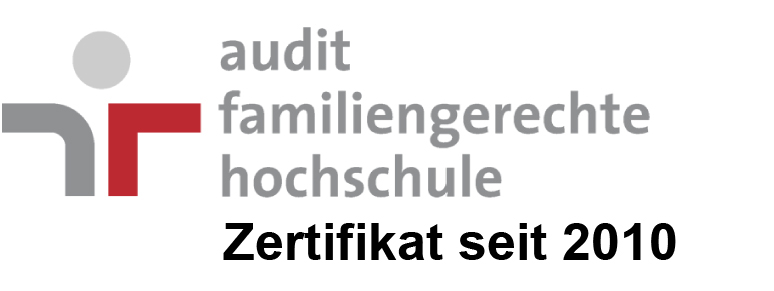 audit
familiengerechte
hochschule
Zertifikat seit 2010